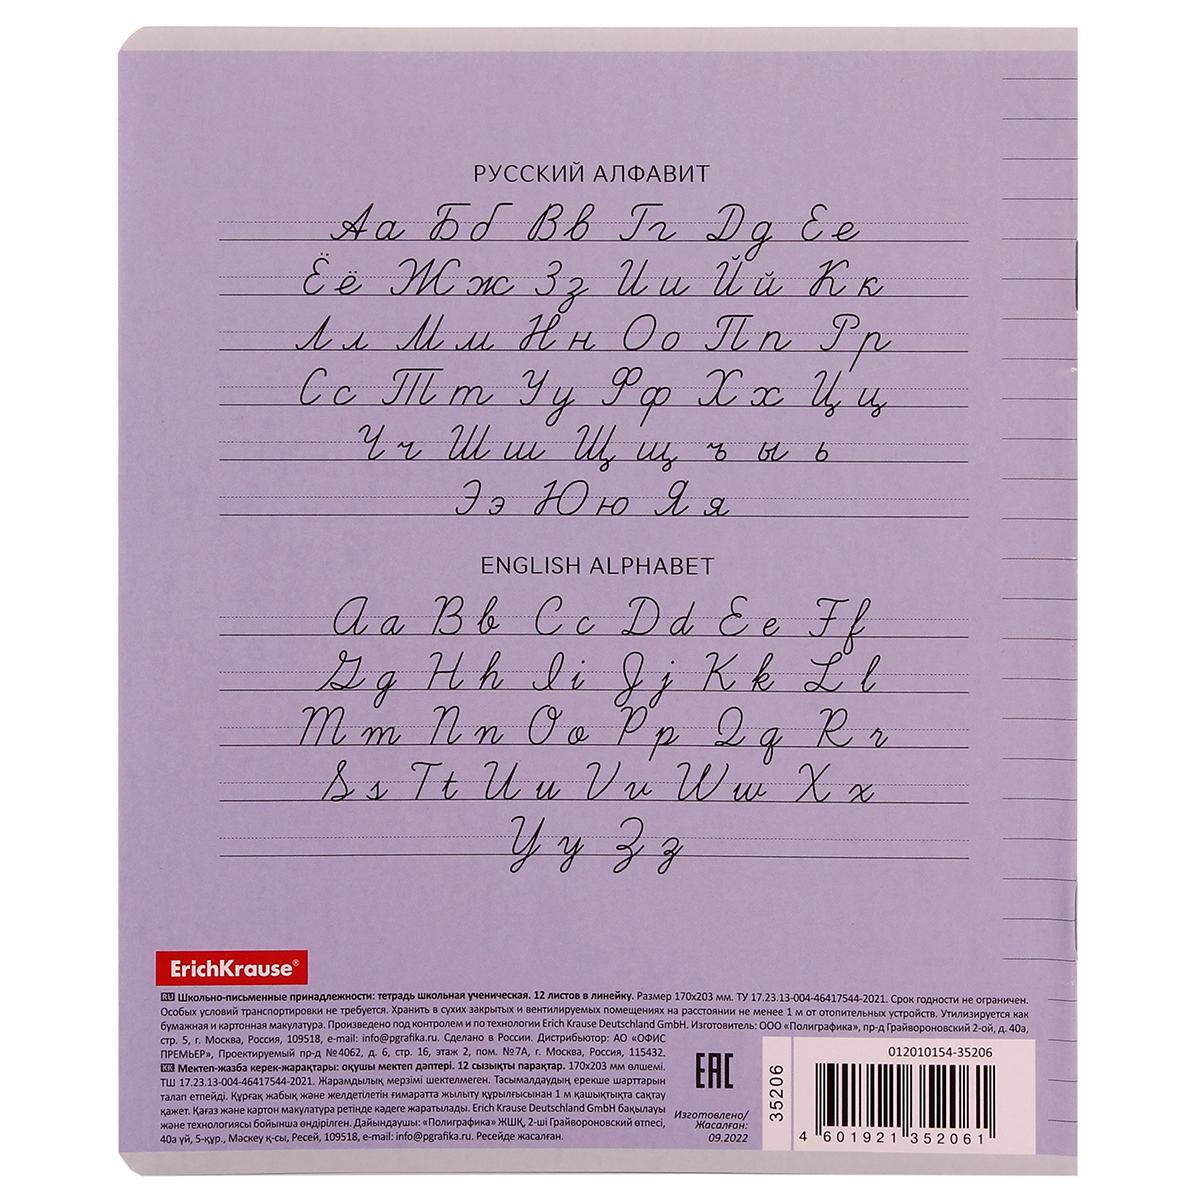 РУССКИЙ АЛФАВИТ
Аа Бб Вв Гг Дд Ее
Ёё Жж Зз Ии Йй Кк
Лл Мм Нн Оо Пп Рр
Сс Тт Уу Фф Хх Цц
Чч Шш Щщ ъ ы ь
Ээ Юю Яя
ENGLISH ALPHABET
Aa Bb Cc Dd Ee Ff
Gg Hh Ii Jj Kk Ll
Mm Nn Oo Pp Qq Rr
Ss Tt Uu Vv Ww Xx
Yy Zz
ErichKrause®
RU Школьно-письменные принадлежности: тетрадь школьная ученическая. 12 листов в линейку. Размер 170х203 мм. ТУ 17.23.13-004-46417544-2021. Срок годности не ограничен.
Особых условий транспортировки не требуется. Хранить в сухих закрытых и вентилируемых помещениях на расстоянии не менее 1 м от отопительных устройств. Утилизируется как
бумажная и картонная макулатура. Произведено под контролем и по технологии Erich Krause Deutschland GmbH. Изготовитель: ООО «Полиграфика», пр-д Грайвороновский 2-ой, д. 40а,
стр. 5, г. Москва, Россия, 109518, e-mail: info@pgrafika.ru. Сделано в России. Дистрибьютор: АО «ОФИС
ПРЕМЬЕР», Проектируемый пр-д №4062, д. 6, стр. 16, этаж 2, пом. №7А, г. Москва, Россия, 115432.
KK Мектеп-жазба керек-жарақтары: оқушы мектеп дәптері. 12 сызықты парақтар. 170х203 мм өлшемі.
ТШ 17.23.13-004-46417544-2021. Жарамдылық мерзімі шектелмеген. Тасымалдаудың ерекше шарттарын
талап етпейді. Құрғақ жабық және желдетілетін ғимаратта жылыту құрылғысынан 1 м қашықтықта сақтау
қажет. Қағаз және картон макулатура ретінде кәдеге жаратылады. Erich Krause Deutschland GmbH бақылауы
және технологиясы бойынша өндірілген. Дайындаушы: «Полиграфика» ЖШҚ, 2-ші Грайвороновский өтпесі,
40а үй, 5-құр., Мәскеу қ-сы, Ресей, 109518, e-mail: info@pgrafika.ru. Ресейде жасалған.
EAC
Изготовлено/
Жасалған:
09.2022
35206
012010154-35206
4 601921 352061